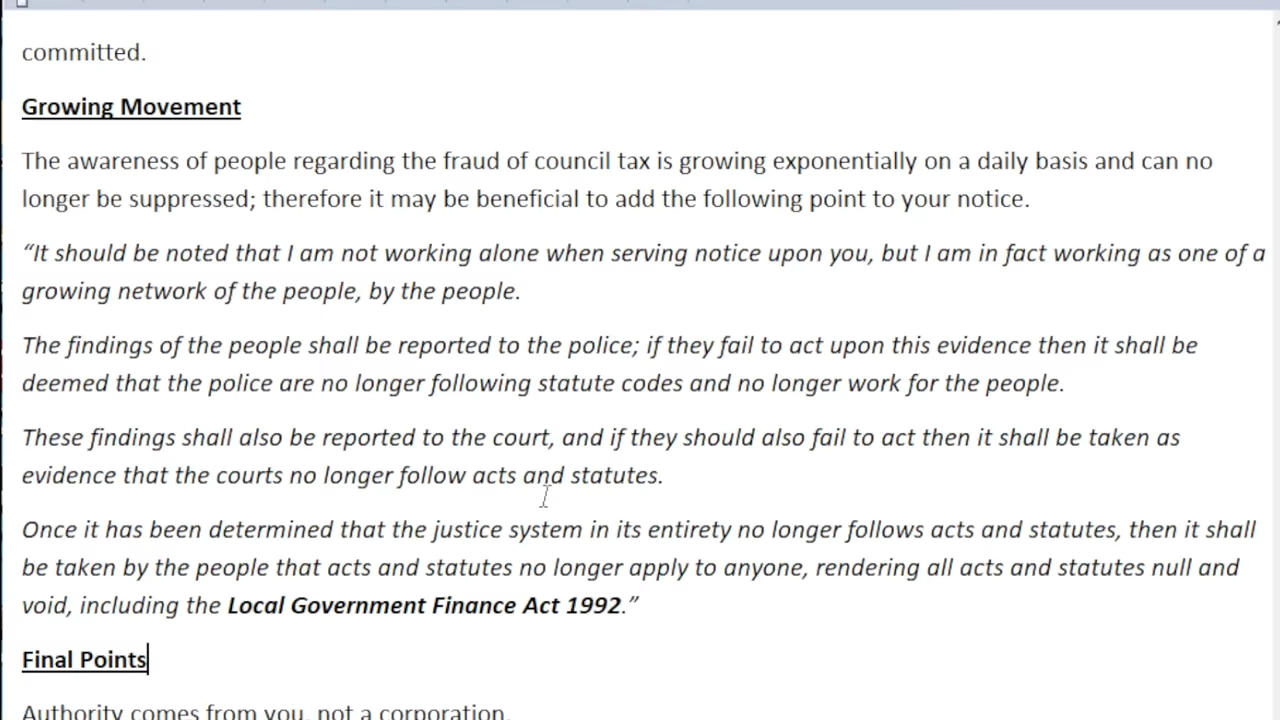 committed.
Growing Movement
The awareness of people regarding the fraud of council tax is growing exponentially on a daily basis and can no
longer be suppressed; therefore it may be beneficial to add the following point to your notice.
“It should be noted that I am not working alone when serving notice upon you, but I am in fact working as one of a
growing network of the people, by the people.
The findings of the people shall be reported to the police; if they fail to act upon this evidence then it shall be
deemed that the police are no longer following statute codes and no longer work for the people.
These findings shall also be reported to the court, and if they should also fail to act then it shall be taken as
evidence that the courts no longer follow acts and statutes.
Once it has been determined that the justice system in its entirety no longer follows acts and statutes, then it shall
be taken by the people that acts and statutes no longer apply to anyone, rendering all acts and statutes null and
void, including the Local Government Finance Act 1992.”
Final Points
Authority comes from you, not a corporation.